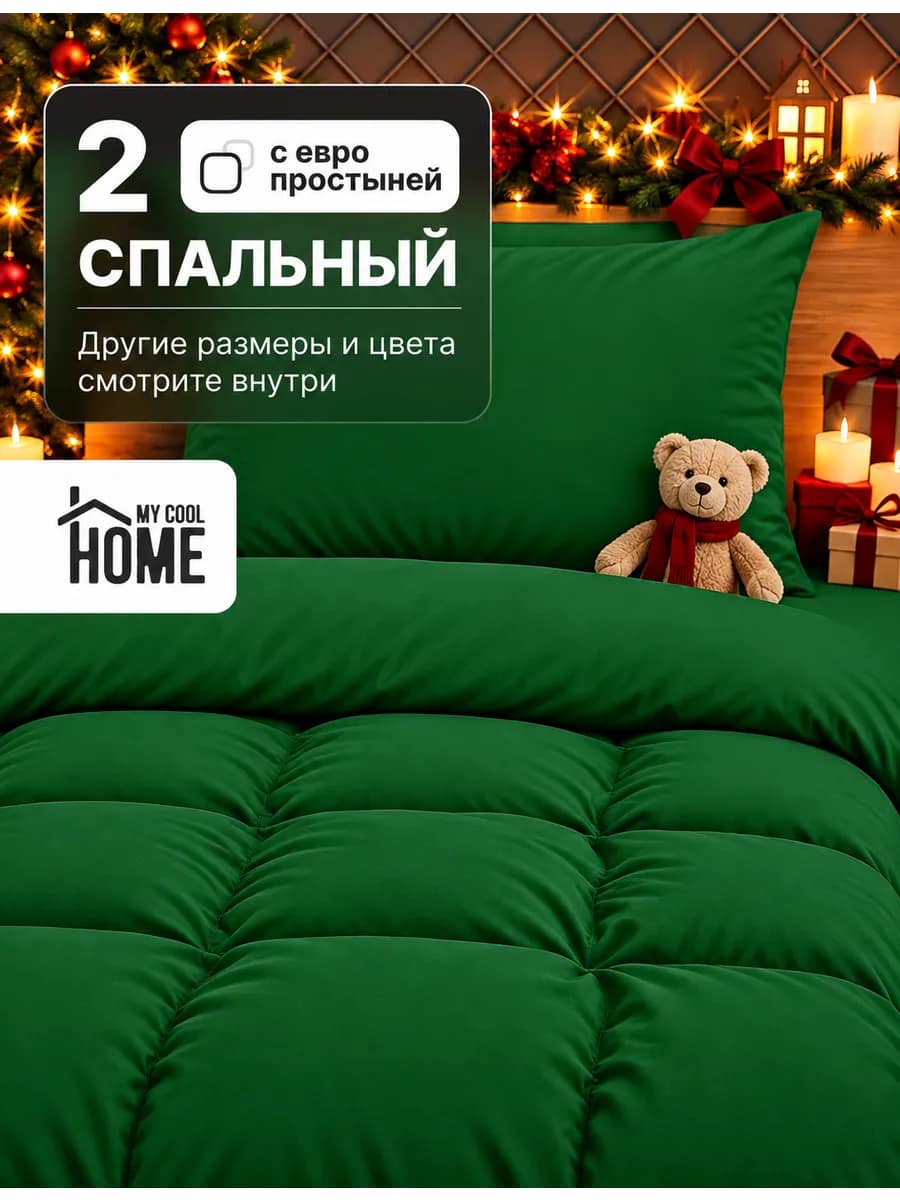 2
с евро
простыней
СПАЛЬНЫЙ
Другие размеры и цвета
смотрите внутри
MY COOL
HOME